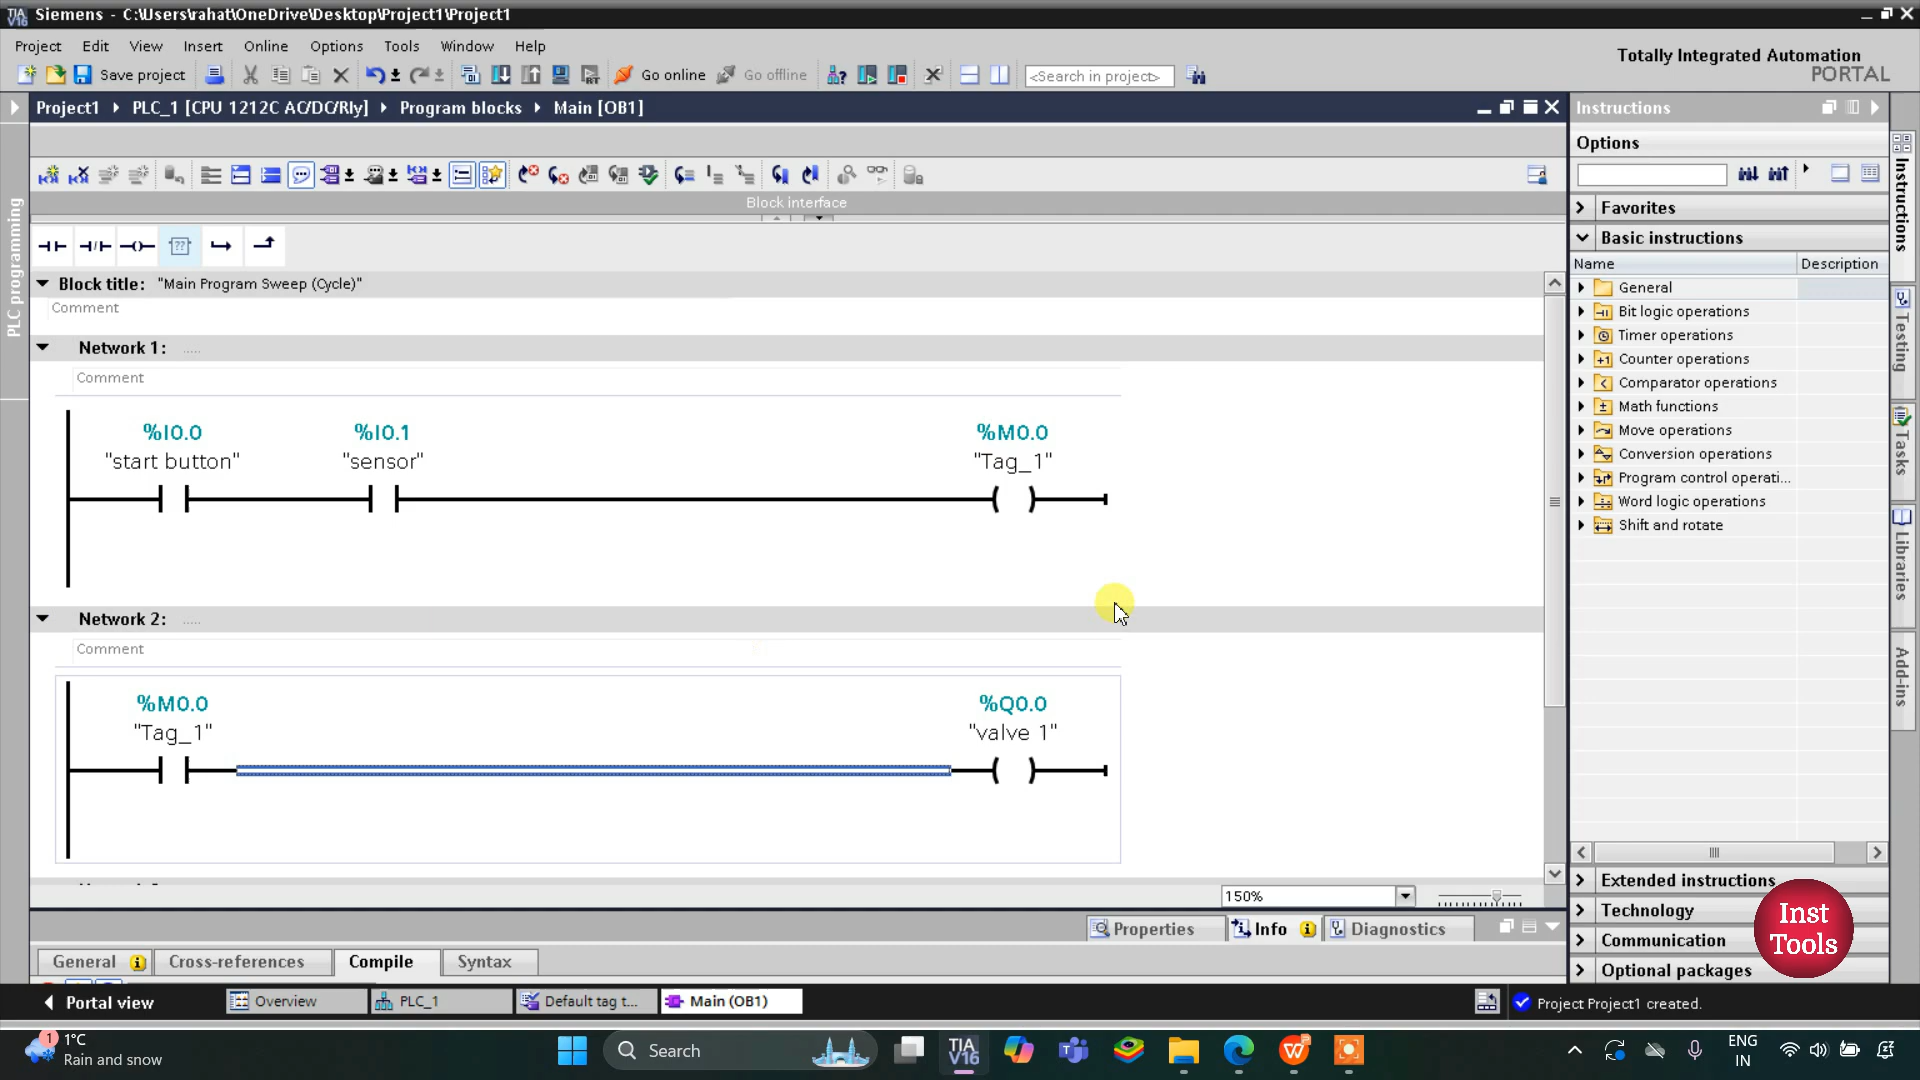 Siemens - C:\Users\rahat\OneDrive\Desktop\Project1\Project1
Project Edit View Insert Online Options Tools Window Help
Totally Integrated Automation
PORTAL
Save project
Go online
Go offline
<Search in project>
Project1 PLC_1 [CPU 1212C AC/DC/Rly] Program blocks Main [OB1]
Instructions
Options
PLC programming
Block interface
Favorites
Basic instructions
Name Description
Block title: "Main Program Sweep (Cycle)"
Comment
General
Bit logic operations
Timer operations
Counter operations
Comparator operations
Math functions
Move operations
Conversion operations
Program control operati...
Word logic operations
Shift and rotate
Network 1: .....
Comment
%I0.0
"start button"
%I0.1
"sensor"
%M0.0
"Tag_1"
Network 2: .....
Comment
%M0.0
"Tag_1"
%Q0.0
"valve 1"
150%
Extended instructions
Technology
Communication
Optional packages
Inst
Tools
Instructions
Testing
Tasks
Libraries
Add-ins
Properties Info Diagnostics
General Cross-references Compile Syntax
Portal view Overview PLC_1 Default tag t... Main (OB1)
Project Project1 created.
1
1°C
Rain and snow
Search
TIA
V16
ENG
IN